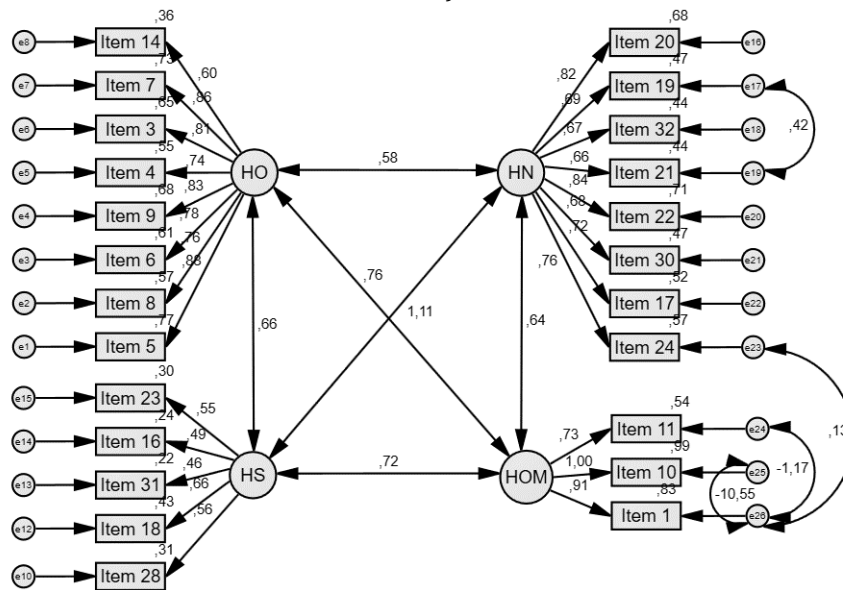 ,36
e8 Item 14
,73
,60
e7 Item 7
,86
,65
e6 Item 3
,81
,55
e5 Item 4
,74
,68
e4 Item 9
,83
,61
e3 Item 6
,78
,57
e2 Item 8
,76
,77
e1 Item 5
,88
HO
,58
HN
,68
Item 20 e16
,82
,47
Item 19 e17
,69
,44
Item 32 e18
,67
,42
,44
Item 21 e19
,66
,71
Item 22 e20
,84
,47
Item 30 e21
,68
,52
Item 17 e22
,72
,57
Item 24 e23
,76
,76
1,11
,66
,64
,30
e15 Item 23
,55
,24
e14 Item 16
,49
,22
e13 Item 31
,46
,43
e12 Item 18
,66
,31
e10 Item 28
,56
HS
,72
HOM
,54
Item 11 e24
,73
,99
Item 10 e25
1,00
,83
Item 1 e26
,91
-10,55
-1,17
,13